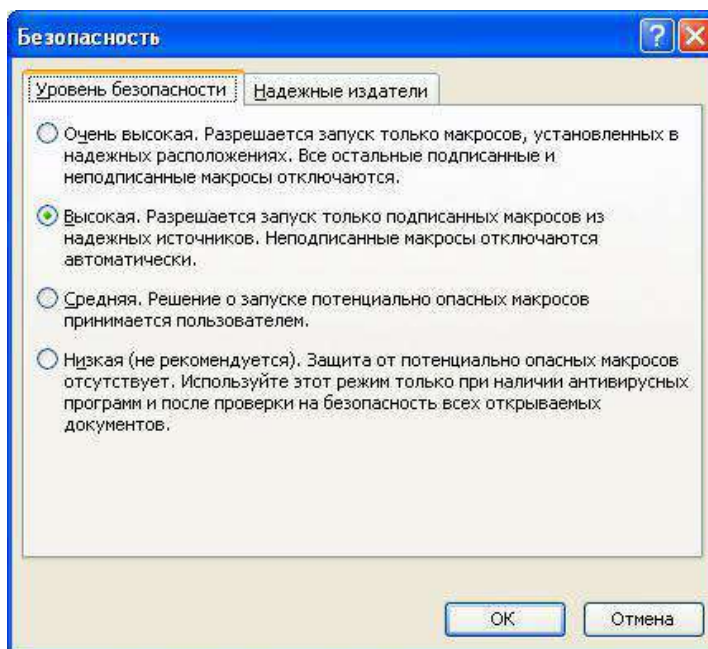 Безопасность
Уровень безопасности
Надежные издатели
Очень высокая. Разрешается запуск только макросов, установленных в
надежных расположениях. Все остальные подписанные и
неподписанные макросы отключаются.
Высокая. Разрешается запуск только подписанных макросов из
надежных источников. Неподписанные макросы отключаются
автоматически.
Средняя. Решение о запуске потенциально опасных макросов
принимается пользователем.
Низкая (не рекомендуется). Защита от потенциально опасных макросов
отсутствует. Используйте этот режим только при наличии антивирусных
программ и после проверки на безопасность всех открываемых
документов.
ОК
Отмена